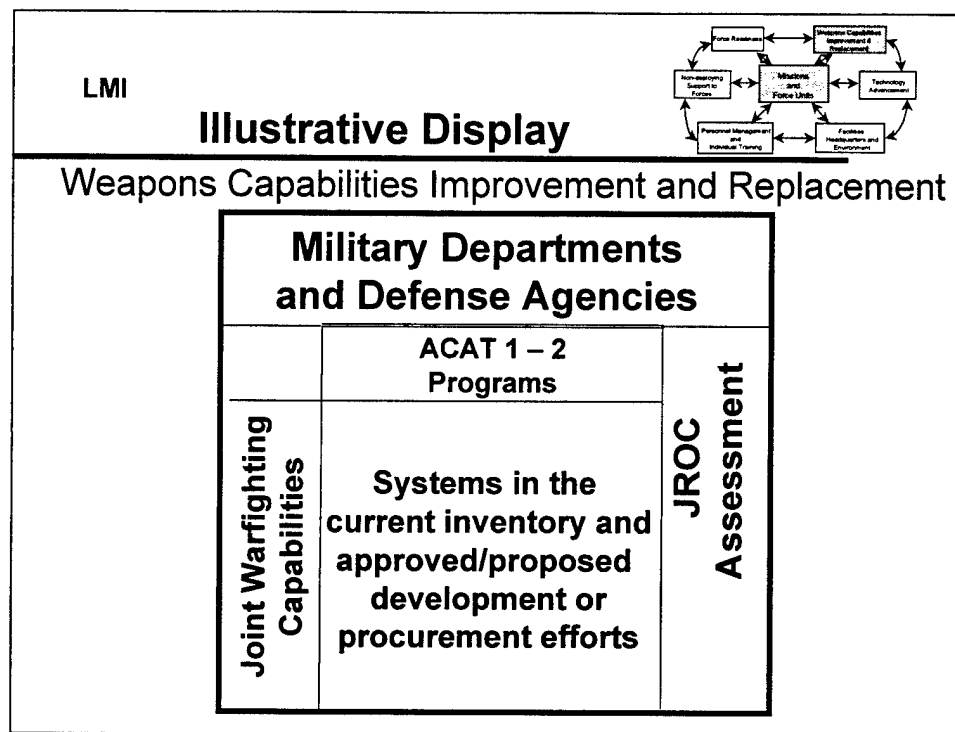 LMI
Illustrative Display
Force Readiness
Weapons Capabilities
Improvement &
Replacement
Non-deploying
Support to
Forces
Missions
and
Force Units
Technology
Advancement
Personnel Management
and
Individual Training
Facilities
Headquarters and
Environment
Weapons Capabilities Improvement and Replacement
Military Departments
and Defense Agencies
ACAT 1 – 2
Programs
Joint Warfighting
Capabilities
Systems in the
current inventory and
approved/proposed
development or
procurement efforts
JROC
Assessment